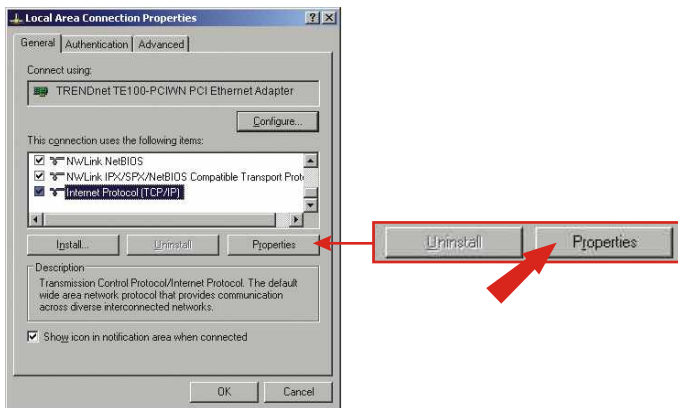 Local Area Connection Properties
General Authentication Advanced
Connect using:
TRENDnet TE100-PCIWN PCI Ethernet Adapter
Configure...
This connection uses the following items:
NWLink NetBIOS
NWLink IPX/SPX/NetBIOS Compatible Transport Proto
Internet Protocol (TCP/IP)
Install... Uninstall Properties
Uninstall Properties
Description
Transmission Control Protocol/Internet Protocol. The default
wide area network protocol that provides communication
across diverse interconnected networks.
Show icon in notification area when connected
OK Cancel